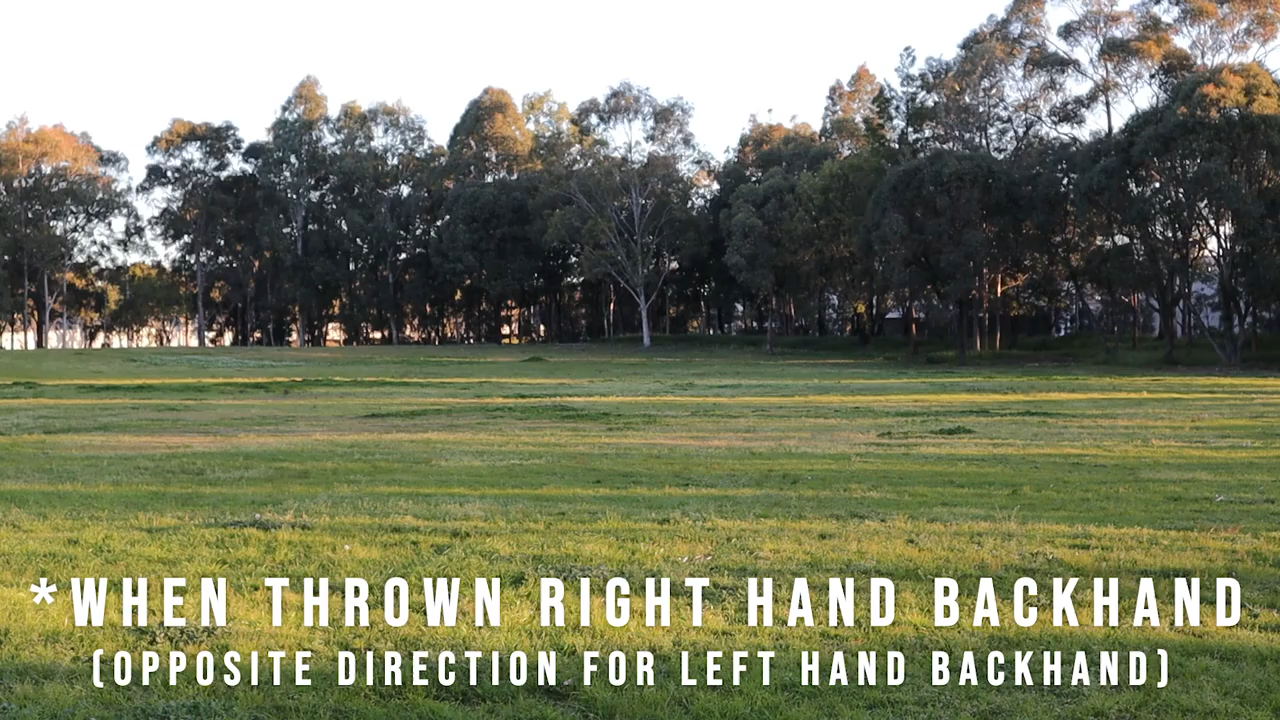 *WHEN THROWN RIGHT HAND BACKHAND
(OPPOSITE DIRECTION FOR LEFT HAND BACKHAND)